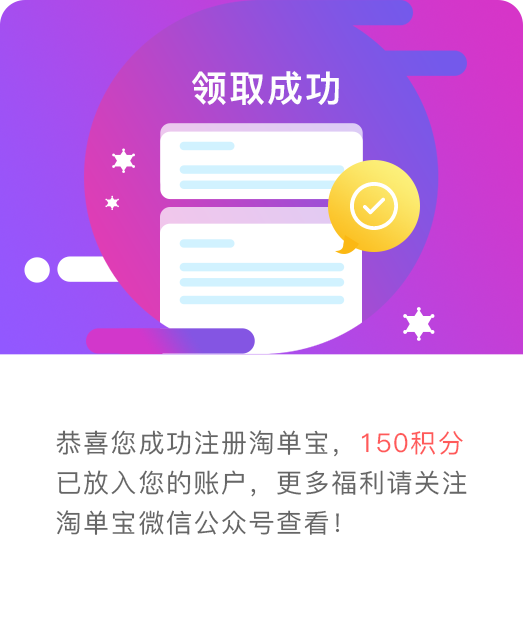 领取成功
恭喜您成功注册淘单宝，150积分
已放入您的账户，更多福利请关注
淘单宝微信公众号查看！